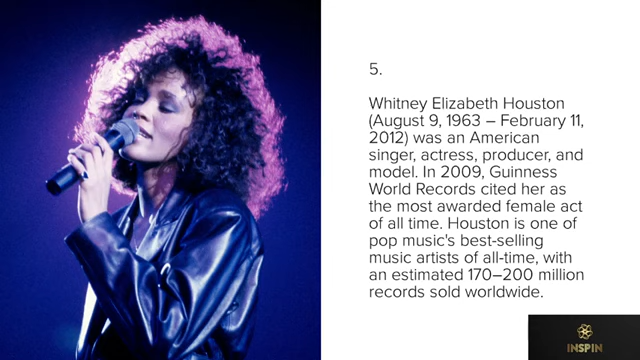 5.
Whitney Elizabeth Houston
(August 9, 1963 – February 11,
2012) was an American
singer, actress, producer, and
model. In 2009, Guinness
World Records cited her as
the most awarded female act
of all time. Houston is one of
pop music's best-selling
music artists of all-time, with
an estimated 170–200 million
records sold worldwide.
INSPIN